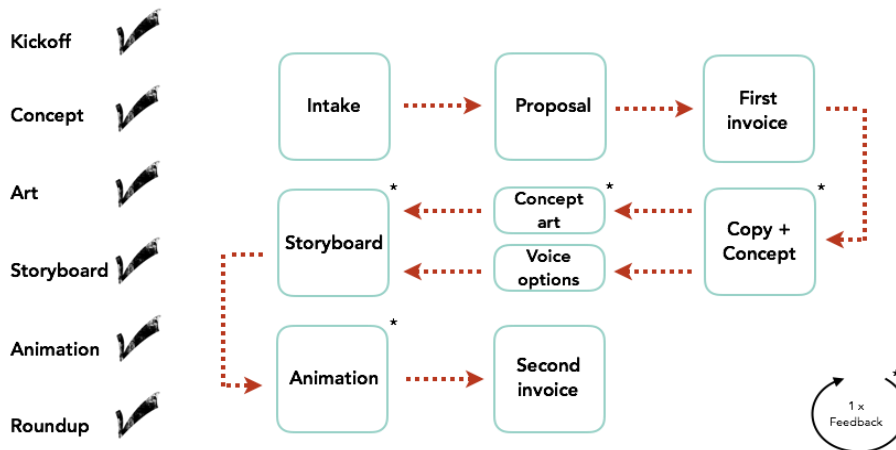 Kickoff
Concept
Art
Storyboard
Animation
Roundup
Intake
Proposal
First
invoice
Copy +
Concept
*
Concept
art
*
Voice
options
Storyboard
*
Animation
*
Second
invoice
*
1 x
Feedback